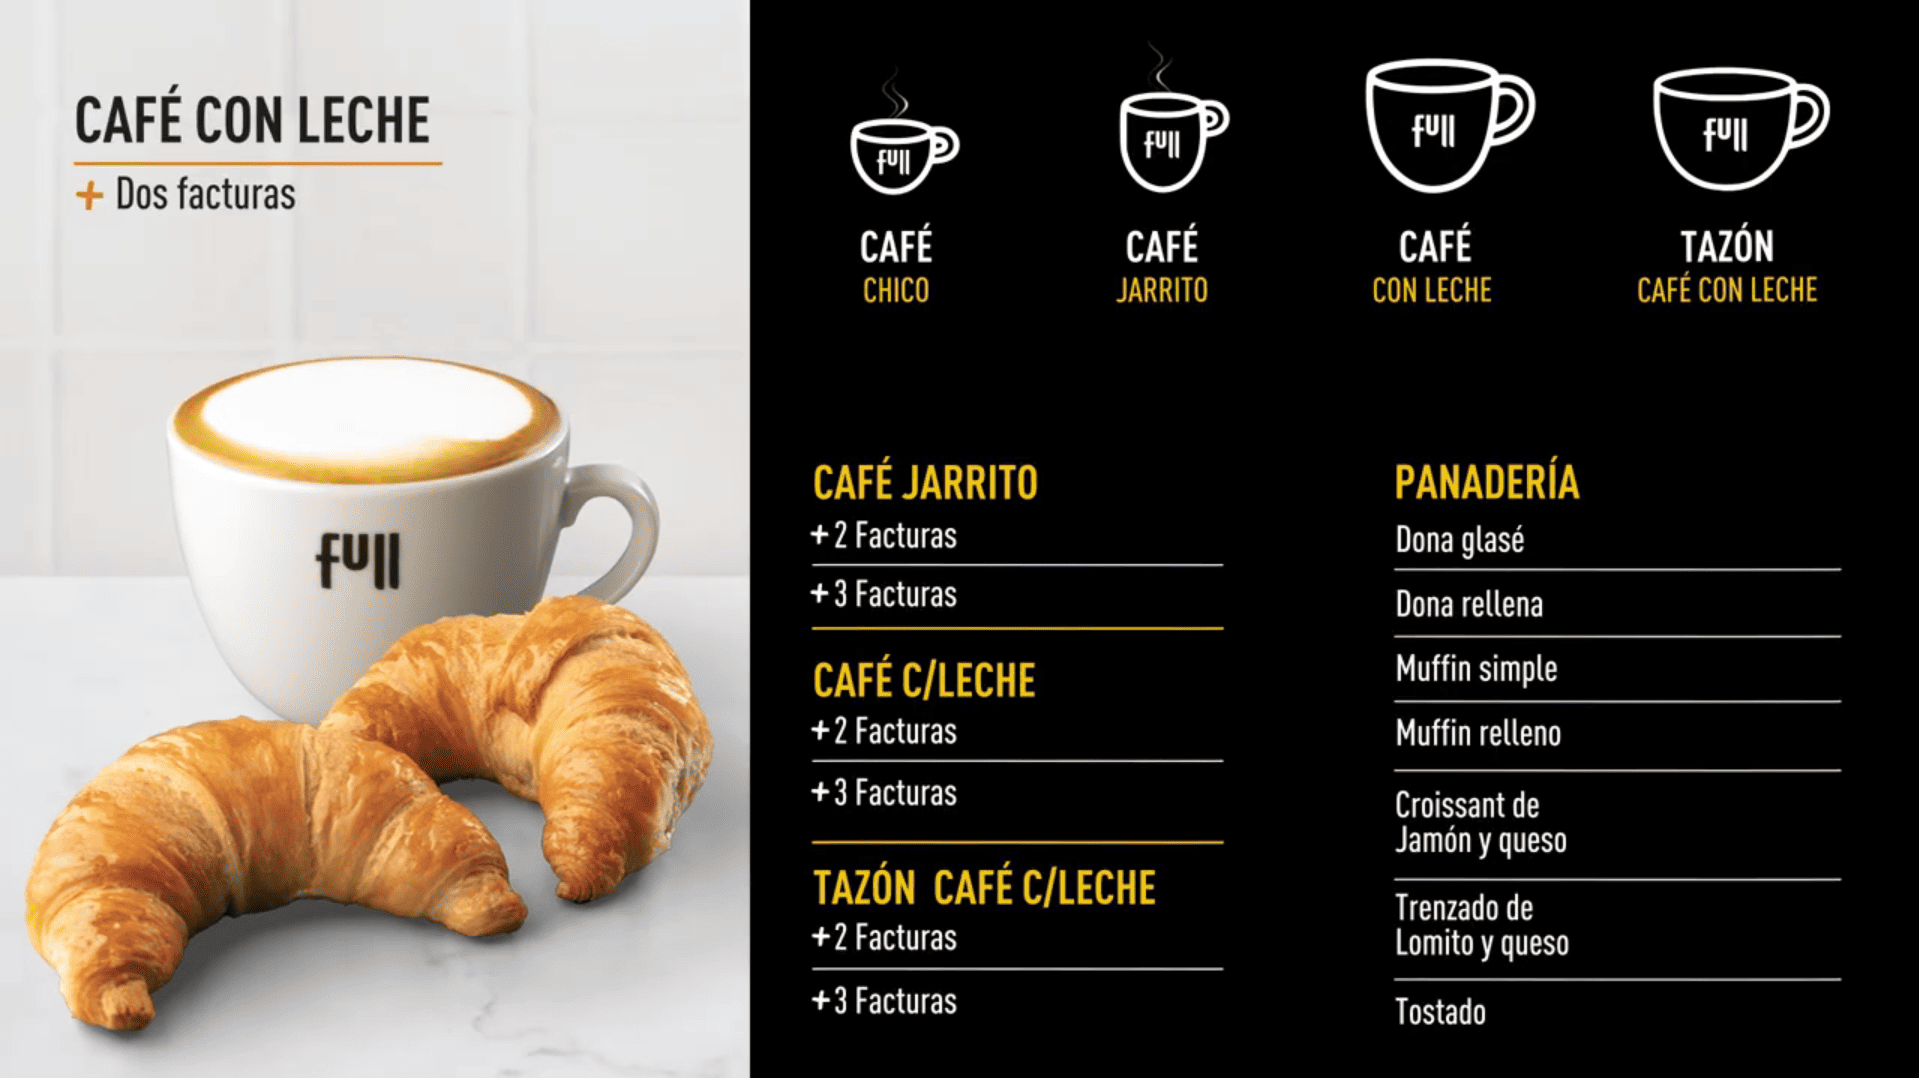 CAFÉ CON LECHE
+ Dos facturas
full
full
full
full
full
CAFÉ
CHICO
CAFÉ
JARRITO
CAFÉ
CON LECHE
TAZÓN
CAFÉ CON LECHE
CAFÉ JARRITO
+2 Facturas
+3 Facturas
CAFÉ C/LECHE
+2 Facturas
+3 Facturas
TAZÓN CAFÉ C/LECHE
+2 Facturas
+3 Facturas
PANADERÍA
Dona glasé
Dona rellena
Muffin simple
Muffin relleno
Croissant de
Jamón y queso
Trenzado de
Lomito y queso
Tostado